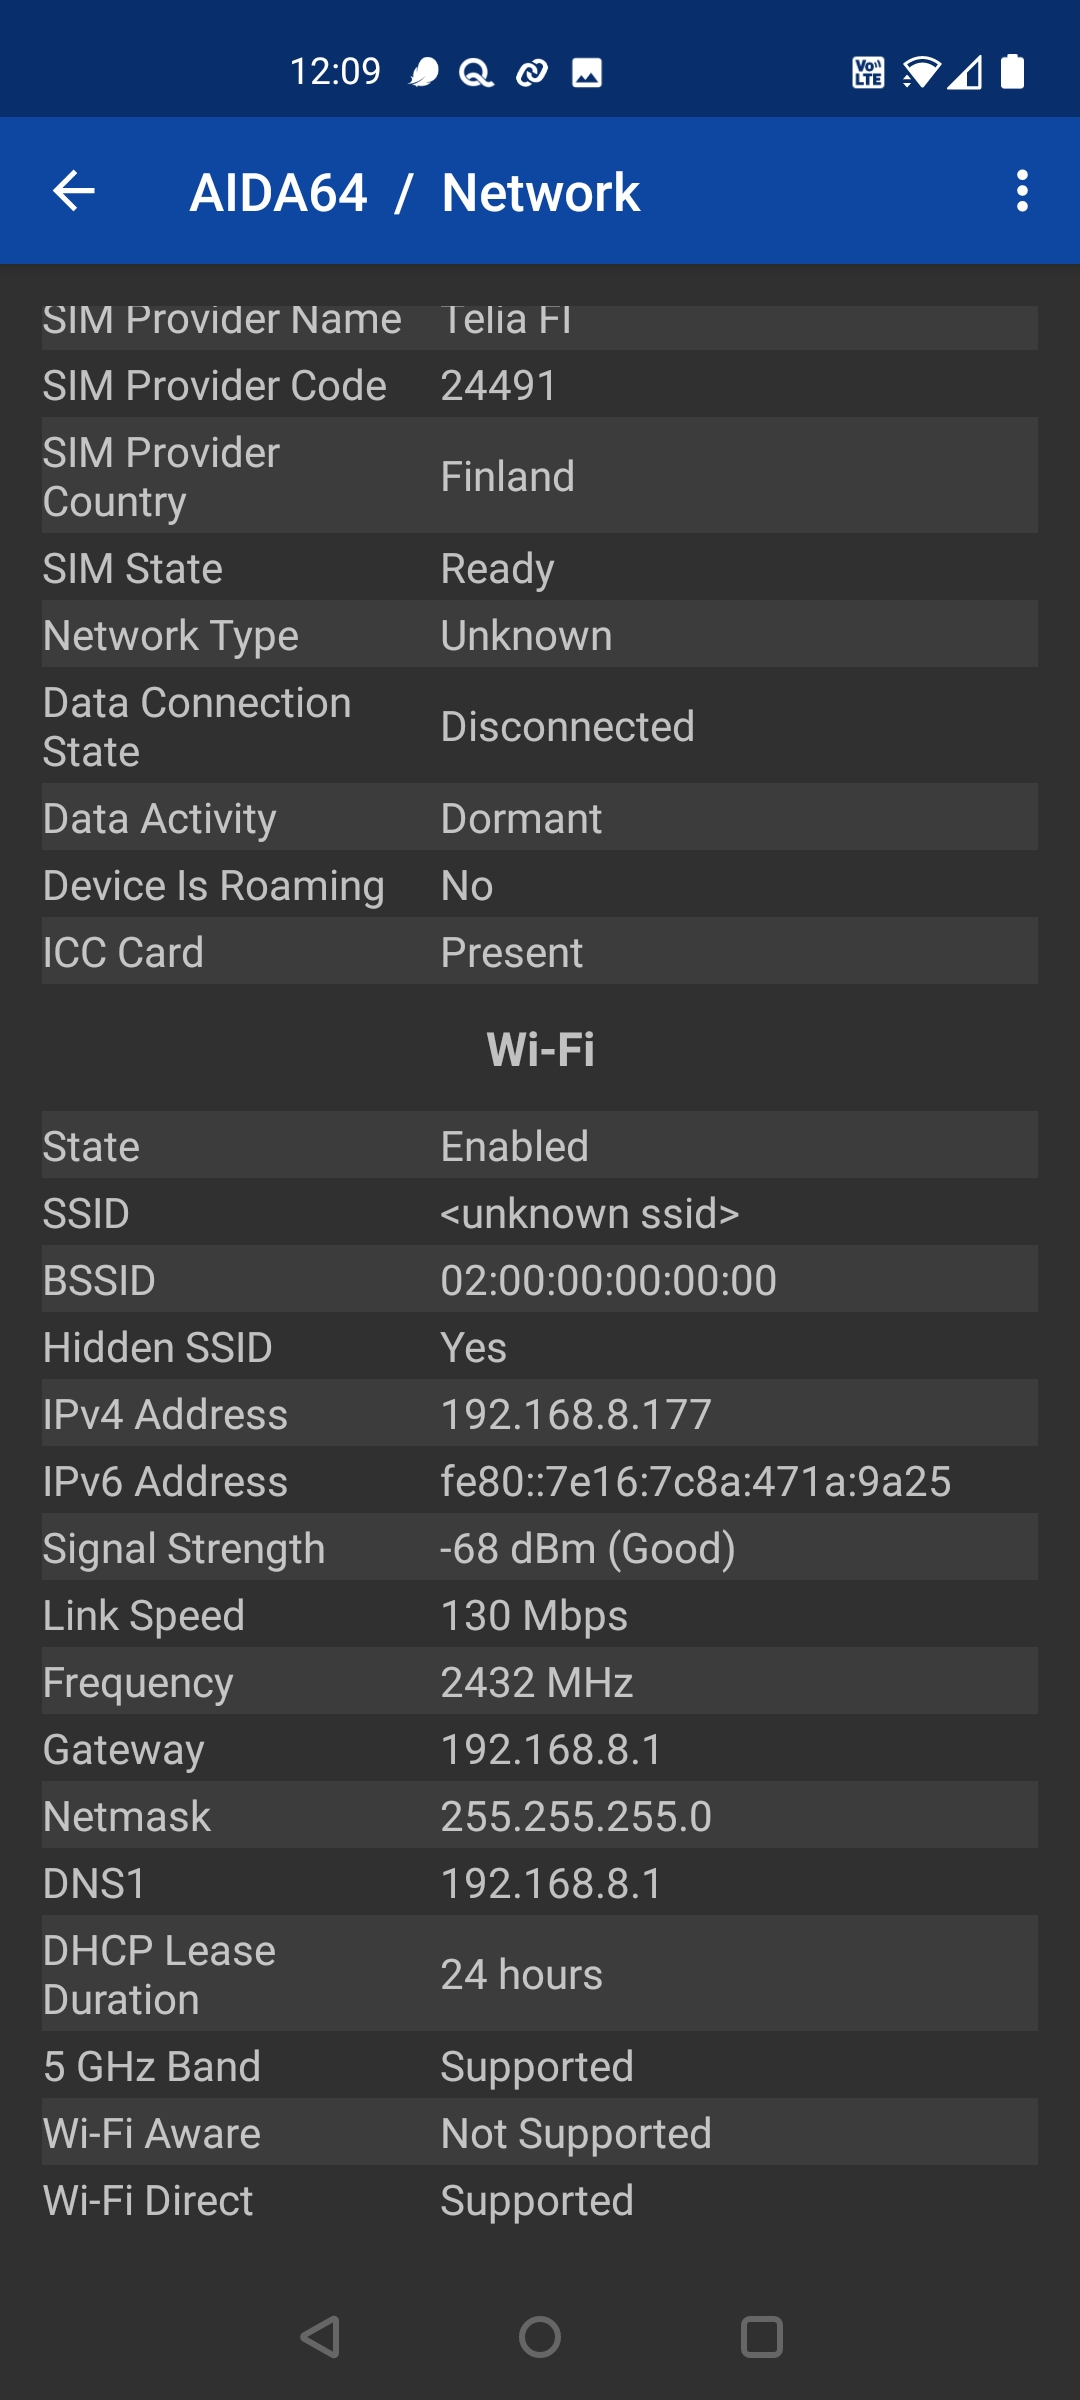 12:09
Vo)) LTE
AIDA64 / Network
SIM Provider Name Telia FI
SIM Provider Code 24491
SIM Provider
Country Finland
SIM State Ready
Network Type Unknown
Data Connection
State Disconnected
Data Activity Dormant
Device Is Roaming No
ICC Card Present
Wi-Fi
State Enabled
SSID <unknown ssid>
BSSID 02:00:00:00:00:00
Hidden SSID Yes
IPv4 Address 192.168.8.177
IPv6 Address fe80::7e16:7c8a:471a:9a25
Signal Strength -68 dBm (Good)
Link Speed 130 Mbps
Frequency 2432 MHz
Gateway 192.168.8.1
Netmask 255.255.255.0
DNS1 192.168.8.1
DHCP Lease
Duration 24 hours
5 GHz Band Supported
Wi-Fi Aware Not Supported
Wi-Fi Direct Supported